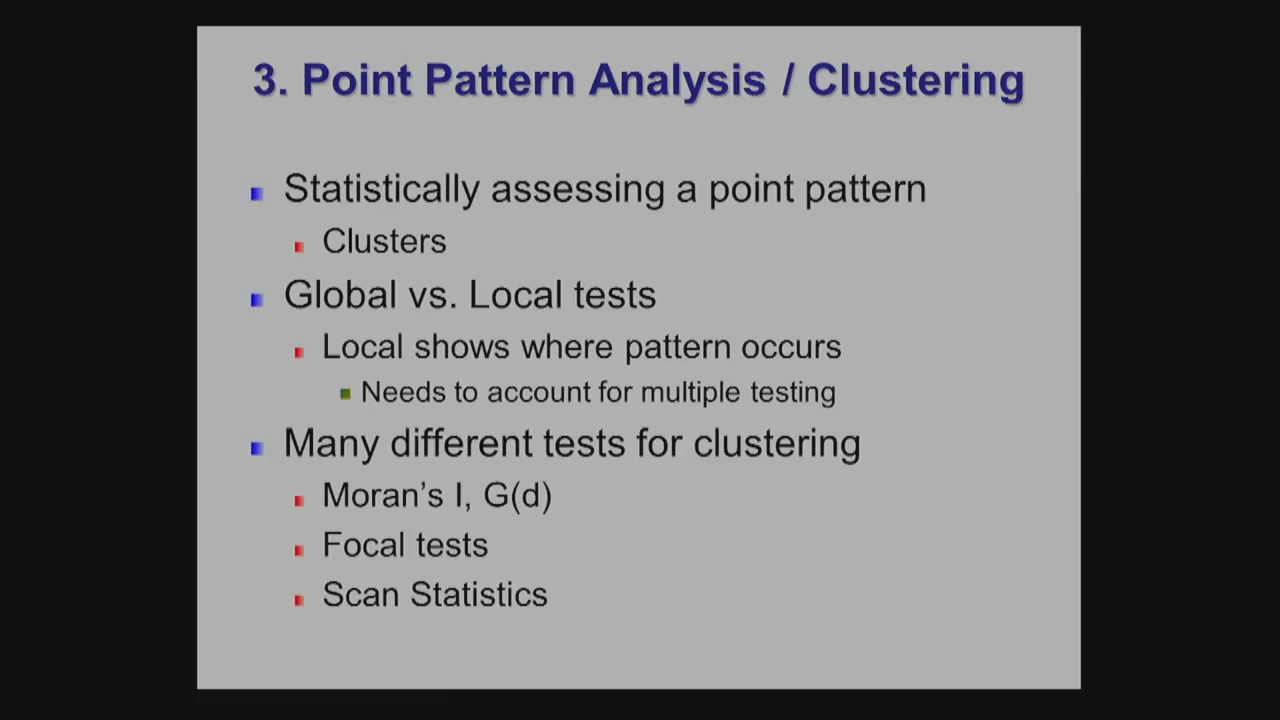 3. Point Pattern Analysis / Clustering
Statistically assessing a point pattern
Clusters
Global vs. Local tests
Local shows where pattern occurs
Needs to account for multiple testing
Many different tests for clustering
Moran’s I, G(d)
Focal tests
Scan Statistics